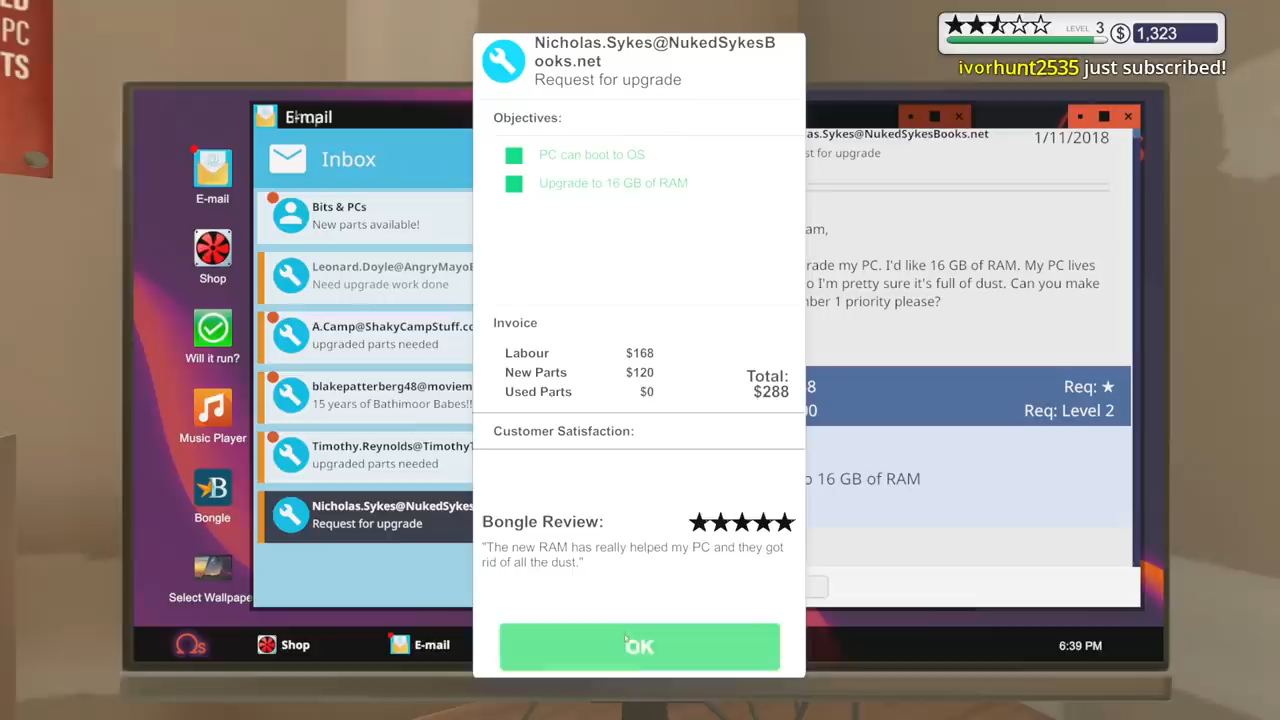 PC
TS
LEVEL 3
$ 1,323
ivorhunt2535 just subscribed!
E-mail
Shop
Will it run?
Music Player
Bongle
Select Wallpape
E-mail
Inbox
Bits & PCs
New parts available!
Leonard.Doyle@AngryMayoB
Need upgrade work done
A.Camp@ShakyCampStuff.co
upgraded parts needed
blakepatterberg48@moviem
15 years of Bathimoor Babes!!
Timothy.Reynolds@TimothyT
upgraded parts needed
Nicholas.Sykes@NukedSykes
Request for upgrade
Nicholas.Sykes@NukedSykesB
ooks.net
Request for upgrade
Objectives:
PC can boot to OS
Upgrade to 16 GB of RAM
Invoice
Labour $168
New Parts $120
Used Parts $0
Total:
$288
Customer Satisfaction:
Bongle Review: ★★★★★
"The new RAM has really helped my PC and they got
rid of all the dust."
OK
as.Sykes@NukedSykesBooks.net
st for upgrade
1/11/2018
am,
rade my PC. I'd like 16 GB of RAM. My PC lives
o I'm pretty sure it's full of dust. Can you make
mber 1 priority please?
8 Req: ★
00 Req: Level 2
o 16 GB of RAM
Ωs
Shop
E-mail
6:39 PM